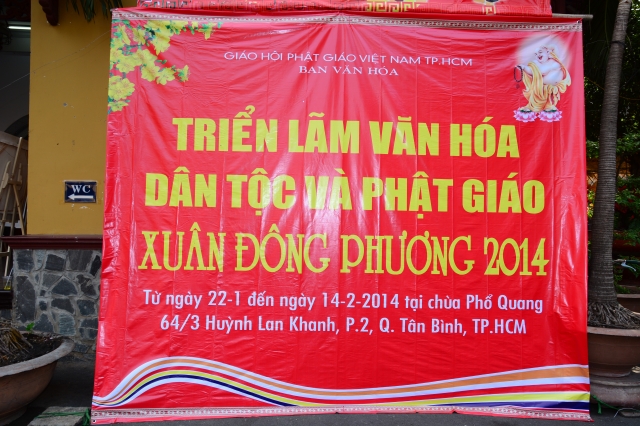 GIÁO HỘI PHẬT GIÁO VIỆT NAM TP.HCM
BAN VĂN HÓA
TRIỂN LÃM VĂN HÓA
DÂN TỘC VÀ PHẬT GIÁO
XUÂN ĐÔNG PHƯƠNG 2014
Từ ngày 22-1 đến ngày 14-2-2014 tại chùa Phổ Quang
64/3 Huỳnh Lan Khanh, P.2, Q. Tân Bình, TP.HCM
WC